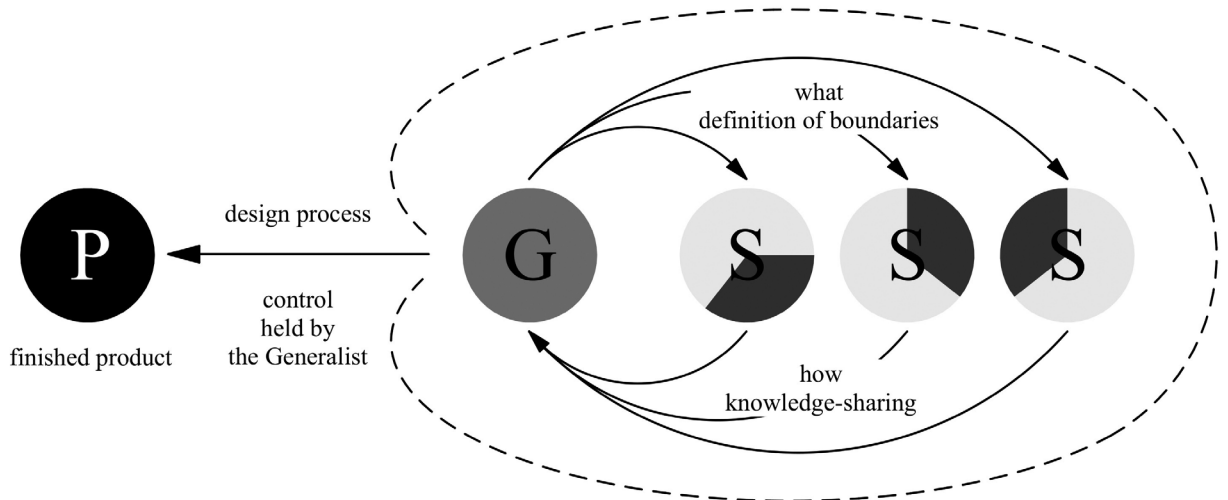 what
definition of boundaries
design process
P
G
S
S
S
control
held by
the Generalist
finished product
how
knowledge-sharing